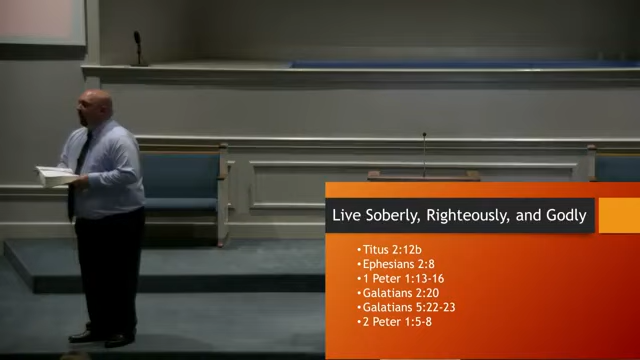 Live Soberly, Righteously, and Godly
•Titus 2:12b
•Ephesians 2:8
•1 Peter 1:13-16
•Galatians 2:20
•Galatians 5:22-23
•2 Peter 1:5-8